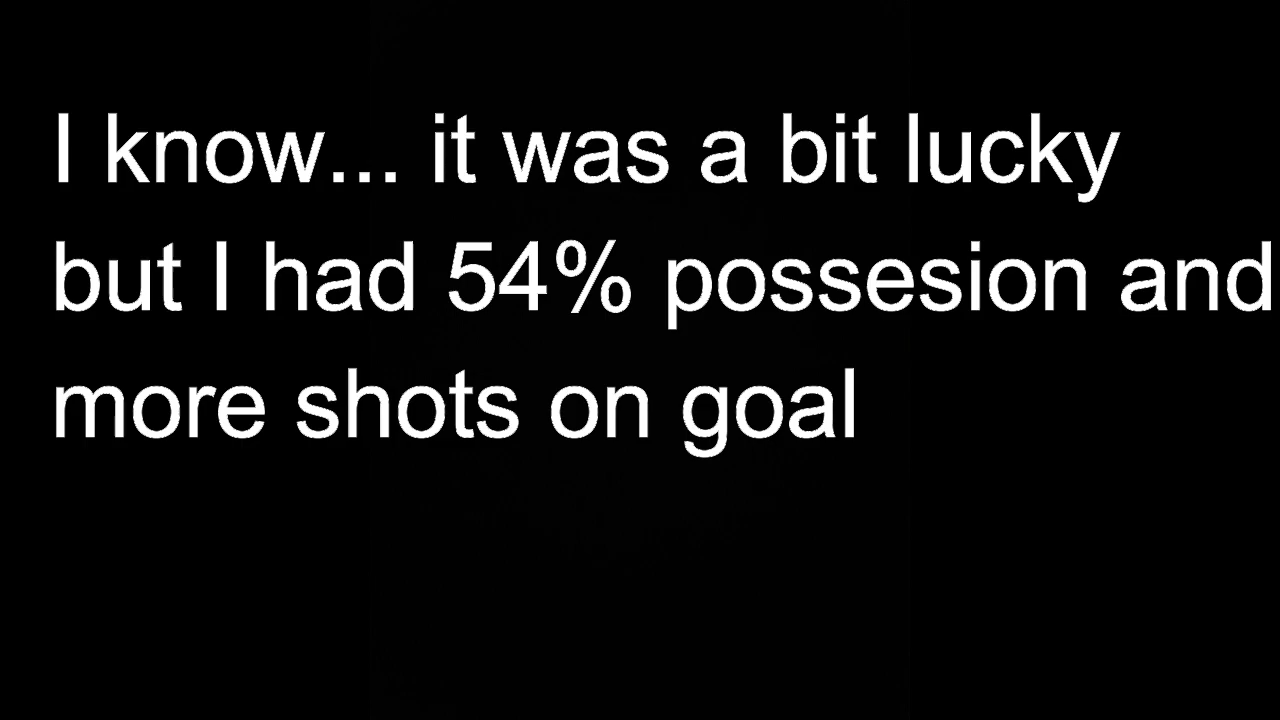 I know... it was a bit lucky
but I had 54% possesion and
more shots on goal